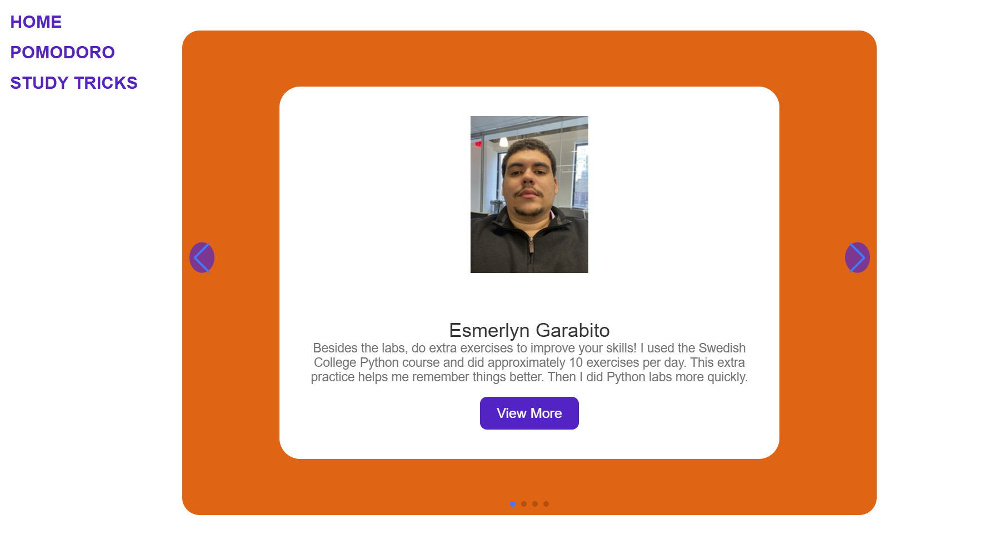 HOME
POMODORO
STUDY TRICKS
Esmerlyn Garabito
Besides the labs, do extra exercises to improve your skills! I used the Swedish
College Python course and did approximately 10 exercises per day. This extra
practice helps me remember things better. Then I did Python labs more quickly.
View More